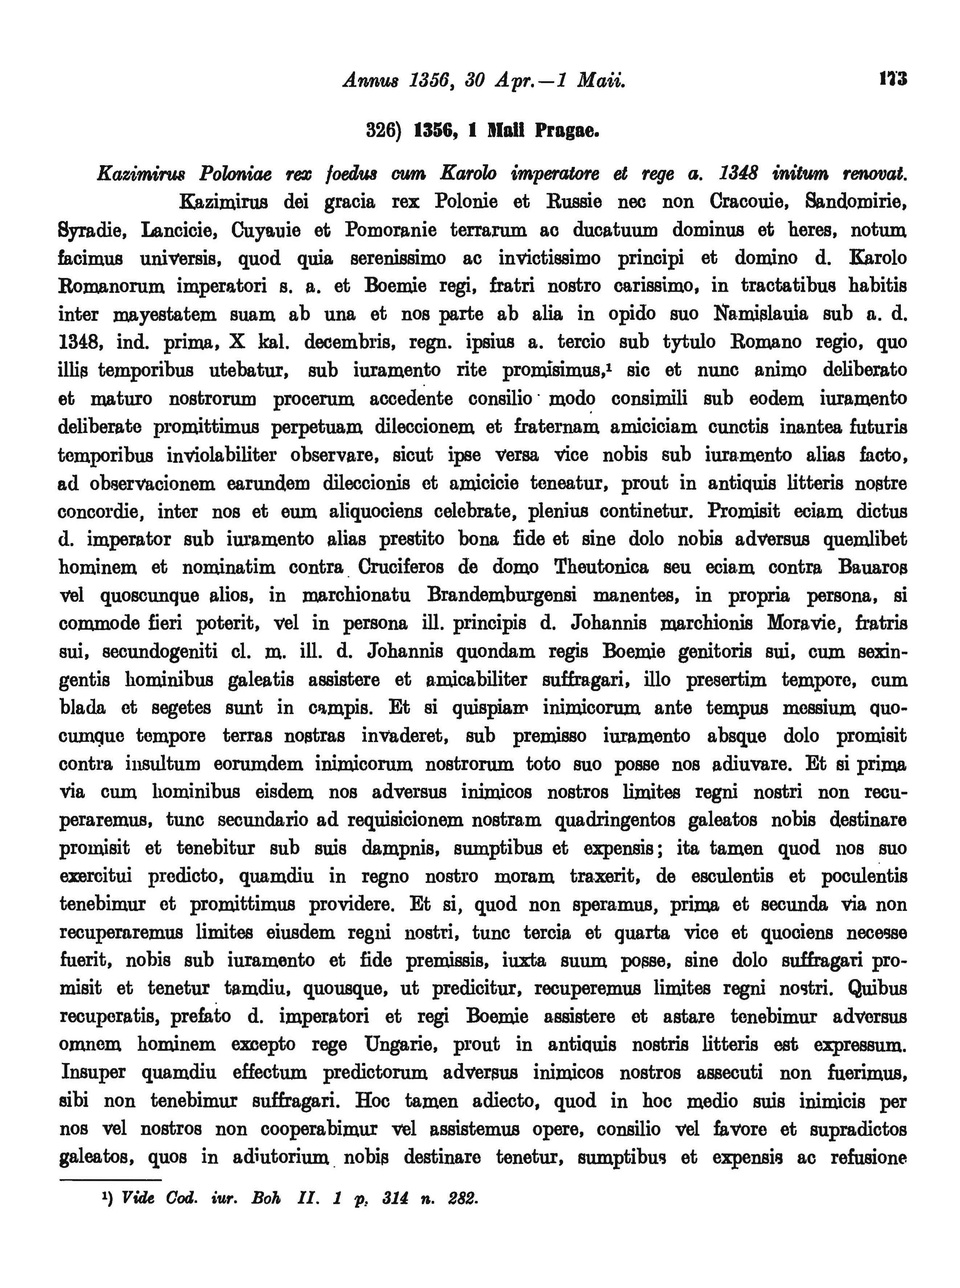 Annus 1356, 30 Apr.—1 Maii. 173
326) 1356, 1 Maii Pragae.
Kazimirus Poloniae rex foedus cum Karolo imperatore et rege a. 1348 initum renovat.
Kazimirus dei gracia rex Polonie et Russie nec non Cracouie, Sandomirie,
Syradie, Lancicie, Cuyauie et Pomoranie terrarum ac ducatuum dominus et heres, notum
facimus universis, quod quia serenissimo ac invictissimo principi et domino d. Karolo
Romanorum imperatori s. a. et Boemie regi, fratri nostro carissimo, in tractatibus habitis
inter mayestatem suam ab una et nos parte ab alia in opido suo Namislauia sub a. d.
1348, ind. prima, X kal. decembris, regn. ipsius a. tercio sub tytulo Romano regio, quo
illis temporibus utebatur, sub iuramento rite promisimus,¹ sic et nunc animo deliberato
et maturo nostrorum procerum accedente consilio modo consimili sub eodem iuramento
deliberate promittimus perpetuam dileccionem et fraternam amiciciam cunctis inantea futuris
temporibus inviolabiliter observare, sicut ipse versa vice nobis sub iuramento alias facto,
ad observacionem earundem dileccionis et amicicie teneatur, prout in antiquis litteris nostre
concordie, inter nos et eum aliquociens celebrate, plenius continetur. Promisit eciam dictus
d. imperator sub iuramento alias prestito bona fide et sine dolo nobis adversus quemlibet
hominem et nominatim contra Cruciferos de domo Theutonica seu eciam contra Bauaros
vel quoscunque alios, in marchionatu Brandemburgensi manentes, in propria persona, si
commode fieri poterit, vel in persona ill. principis d. Johannis marchionis Moravie, fratris
sui, secundogeniti cl. m. ill. d. Johannis quondam regis Boemie genitoris sui, cum sexin-
gentis hominibus galeatis assistere et amicabiliter suffragari, illo presertim tempore, cum
blada et segetes sunt in campis. Et si quispiam inimicorum ante tempus messium quo-
cumque tempore terras nostras invaderet, sub premisso iuramento absque dolo promisit
contra insultum eorumdem inimicorum nostrorum toto suo posse nos adiuvare. Et si prima
via cum hominibus eisdem nos adversus inimicos nostros limites regni nostri non recu-
peraremus, tunc secundario ad requisicionem nostram quadringentos galeatos nobis destinare
promisit et tenebitur sub suis dampnis, sumptibus et expensis; ita tamen quod nos suo
exercitui predicto, quamdiu in regno nostro moram traxerit, de esculentis et poculentis
tenebimur et promittimus providere. Et si, quod non speramus, prima et secunda via non
recuperaremus limites eiusdem regni nostri, tunc tercia et quarta vice et quociens necesse
fuerit, nobis sub iuramento et fide premissis, iuxta suum posse, sine dolo suffragari pro-
misit et tenetur tamdiu, quousque, ut predicitur, recuperemus limites regni nostri. Quibus
recuperatis, prefato d. imperatori et regi Boemie assistere et astare tenebimur adversus
omnem hominem excepto rege Ungarie, prout in antiquis nostris litteris est expressum.
Insuper quamdiu effectum predictorum adversus inimicos nostros assecuti non fuerimus,
sibi non tenebimur suffragari. Hoc tamen adiecto, quod in hoc medio suis inimicis per
nos vel nostros non cooperabimur vel assistemus opere, consilio vel favore et supradictos
galeatos, quos in adiutorium nobis destinare tenetur, sumptibus et expensis ac refusione
¹) Vide Cod. iur. Boh II. 1 p. 314 n. 282.